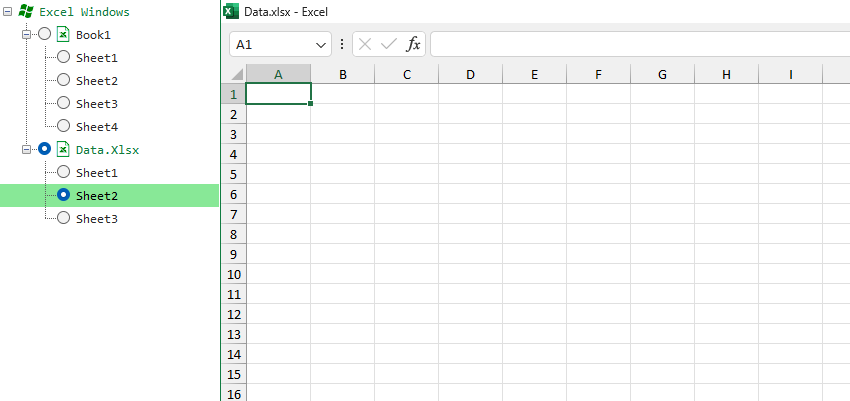 Excel Windows
Book1
Sheet1
Sheet2
Sheet3
Sheet4
Data.Xlsx
Sheet1
Sheet2
Sheet3
Data.xlsx - Excel
A1 fx
A B C D E F G H I
1
2
3
4
5
6
7
8
9
10
11
12
13
14
15
16